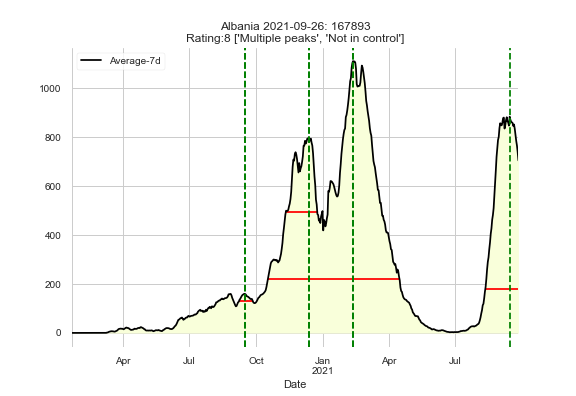 Albania 2021-09-26: 167893
Rating:8 ['Multiple peaks', 'Not in control']
Average-7d
1000
800
600
400
200
0
Apr Jul Oct Jan Apr Jul
2021
Date